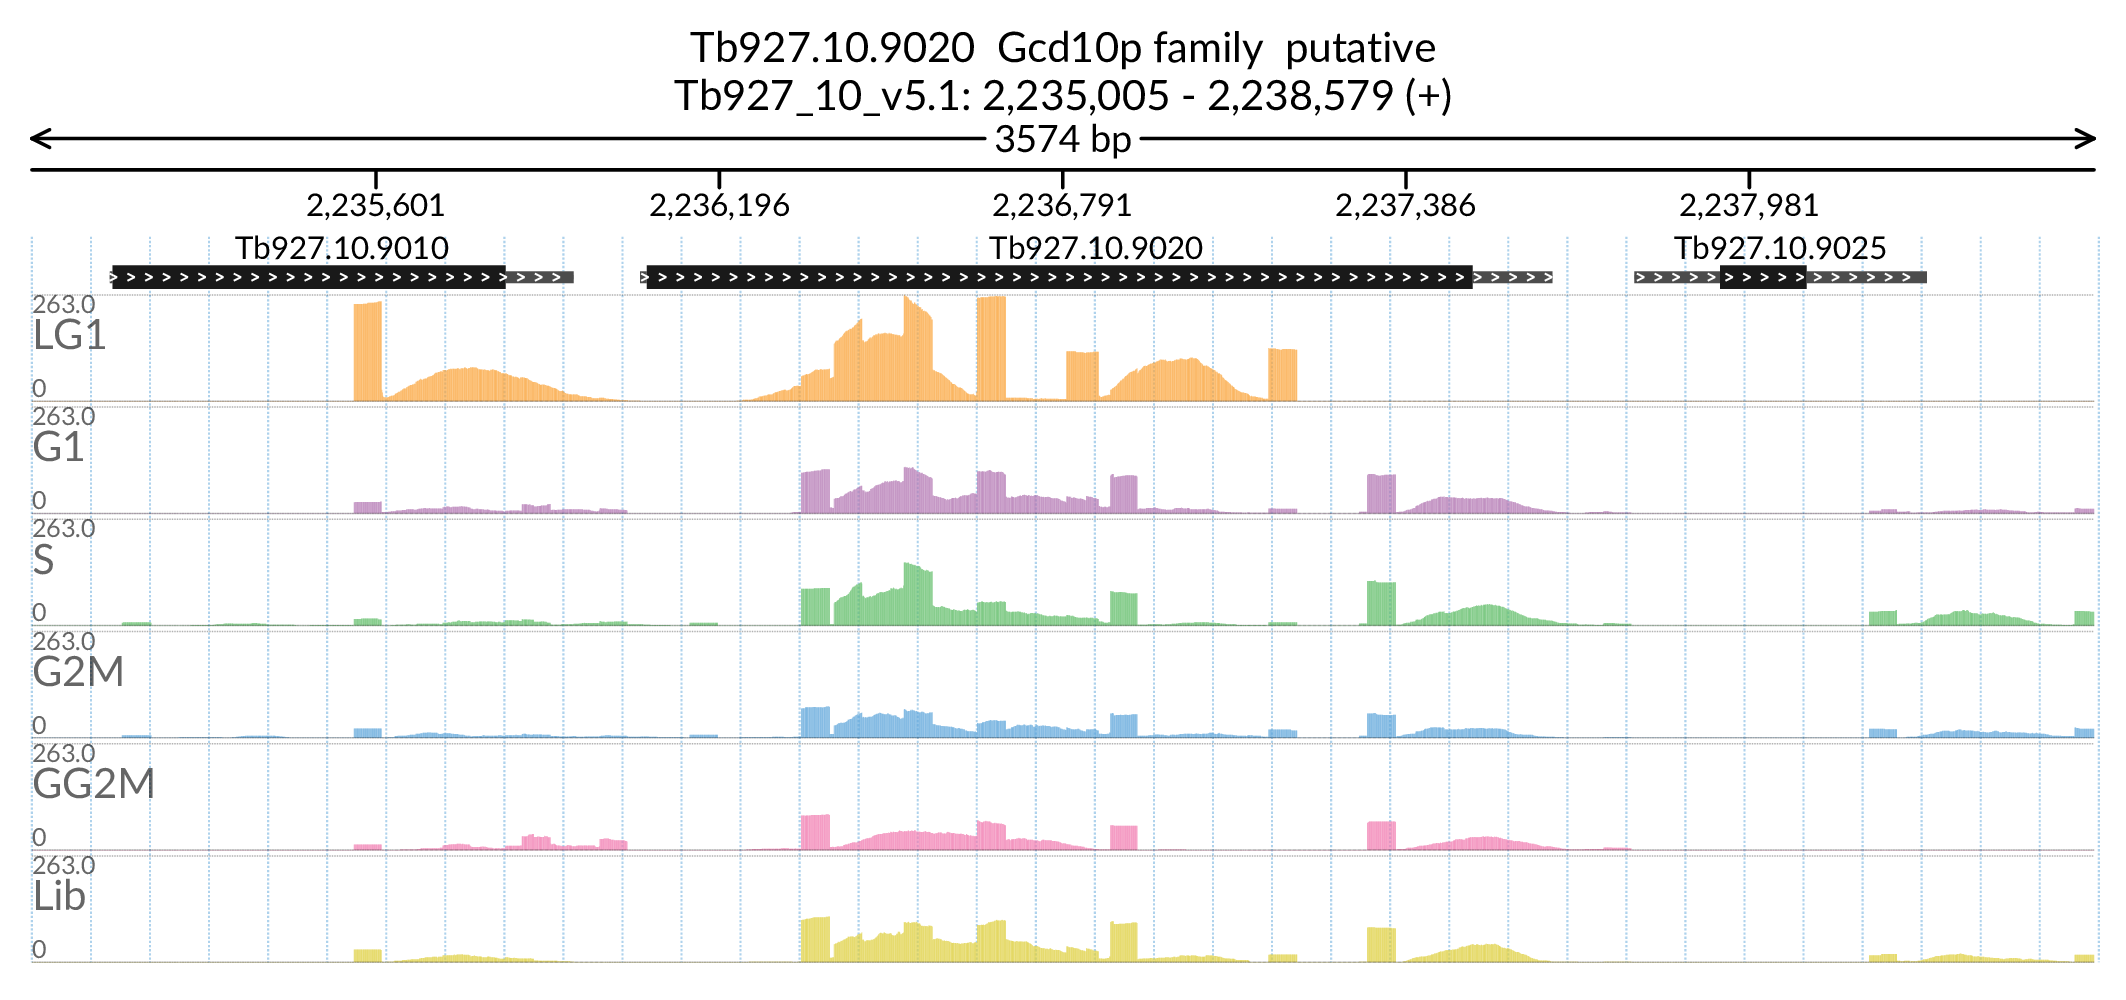 Tb927.10.9020  Gcd10p family  putative
Tb927_10_v5.1: 2,235,005 - 2,238,579 (+)
3574 bp
2,235,601 2,236,196 2,236,791 2,237,386 2,237,981
Tb927.10.9010 Tb927.10.9020 Tb927.10.9025
263.0
LG1
0
263.0
G1
0
263.0
S
0
263.0
G2M
0
263.0
GG2M
0
263.0
Lib
0